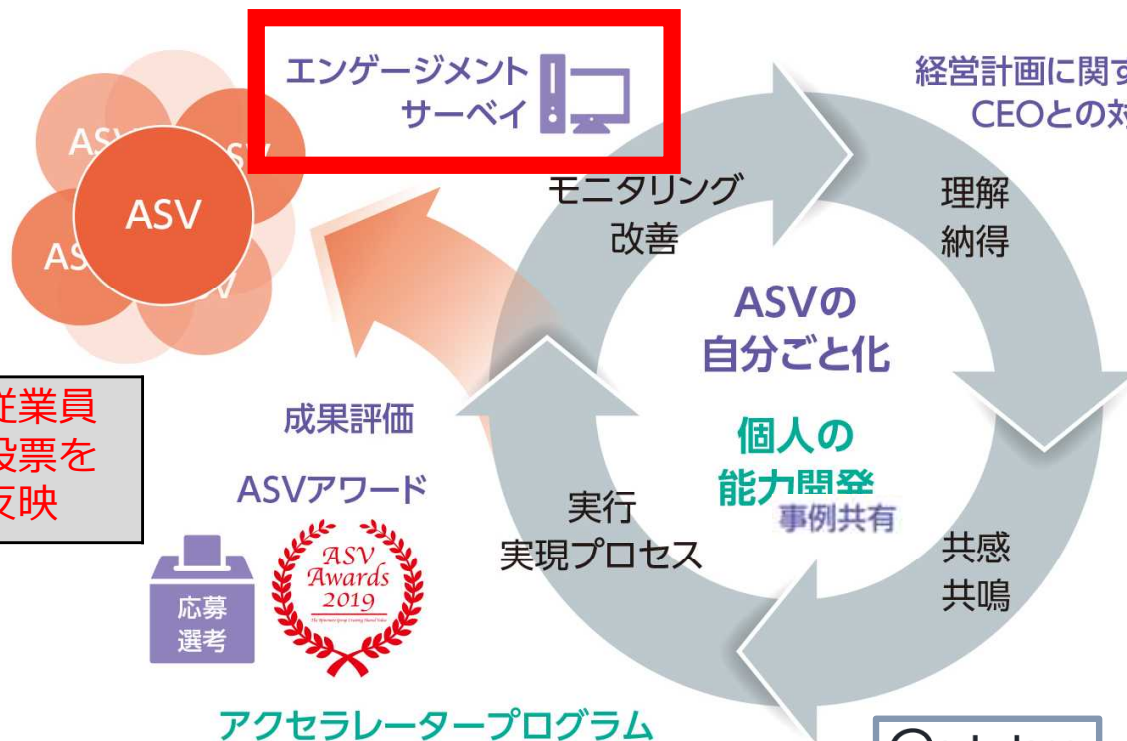 エンゲージメント
サーベイ
経営計画に関す
CEOとの対
ASV
ASV
モニタリング
改善
理解
納得
ASVの
自分ごと化
個人の
能力開発
事例共有
従業員
投票を
反映
成果評価
ASVアワード
ASV
Awards
2019
応募
選考
実行
実現プロセス
共感
共鳴
アクセラレータープログラム